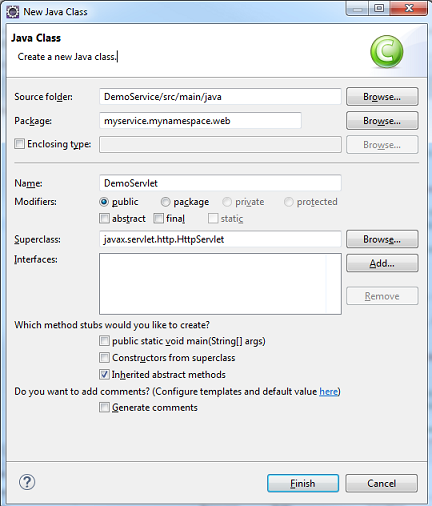 New Java Class
Java Class
Create a new Java class.
Source folder: DemoService/src/main/java Browse...
Package: myservice.mynamespace.web Browse...
Enclosing type: Browse...
Name: DemoServlet
Modifiers: public package private protected
abstract final static
Superclass: javax.servlet.http.HttpServlet Browse...
Interfaces: Add...
Remove
Which method stubs would you like to create?
public static void main(String[] args)
Constructors from superclass
Inherited abstract methods
Do you want to add comments? (Configure templates and default value here)
Generate comments
? Finish Cancel